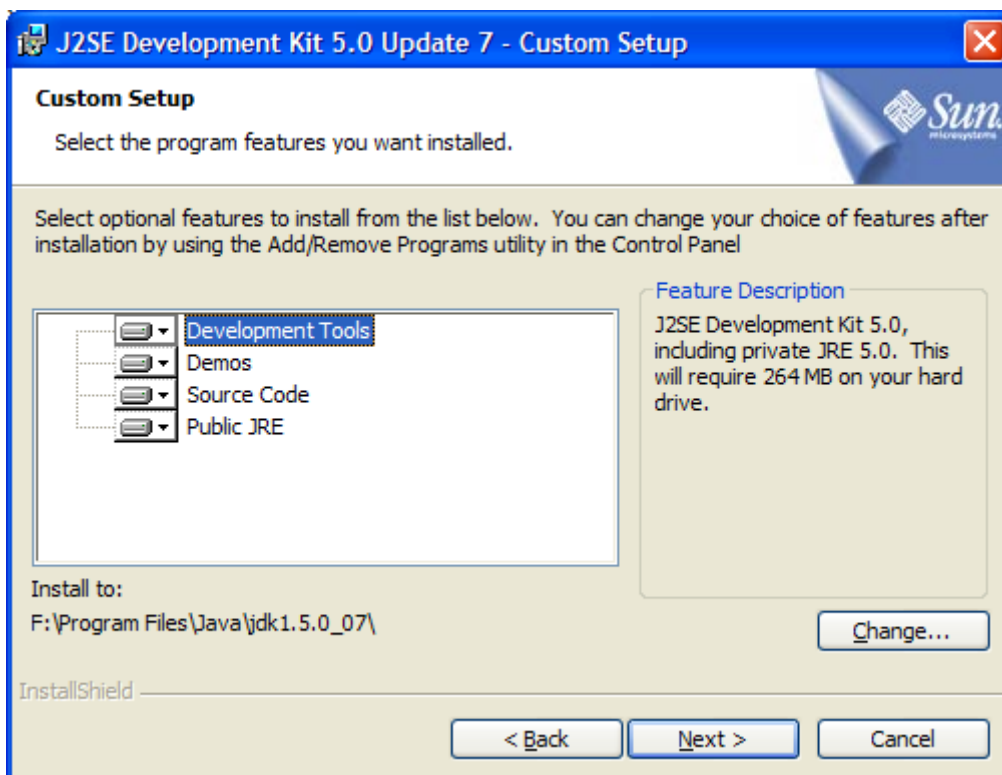 J2SE Development Kit 5.0 Update 7 - Custom Setup
Custom Setup
Select the program features you want installed.
Sun
microsystems
Select optional features to install from the list below. You can change your choice of features after
installation by using the Add/Remove Programs utility in the Control Panel
Development Tools
Demos
Source Code
Public JRE
Feature Description
J2SE Development Kit 5.0,
including private JRE 5.0. This
will require 264 MB on your hard
drive.
Install to:
F:\Program Files\Java\jdk1.5.0_07\
Change...
InstallShield
< Back
Next >
Cancel